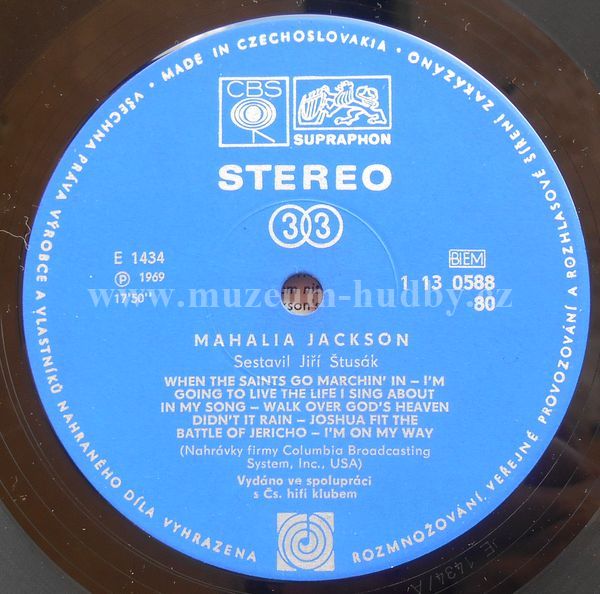 VŠECHNA PRÁVA VÝROBCE A VLASTNÍKŮ NAHRANÉHO DÍLA VYHRAZENA
ROZMNOŽOVÁNÍ, VEŘEJNÉ PROVOZOVÁNÍ A ROZHLASOVÉ ŠÍŘENÍ ZAKÁZÁNO • MADE IN CZECHOSLOVAKIA •
CBS
SUPRAPHON
STEREO
33
E 1434
BIEM
℗ 1969
1 13 0588
17'50"
80
www.muzeum-hudby.cz
MAHALIA JACKSON
Sestavil Jiří Štusák
WHEN THE SAINTS GO MARCHIN' IN – I'M
GOING TO LIVE THE LIFE I SING ABOUT
IN MY SONG – WALK OVER GOD'S HEAVEN
DIDN'T IT RAIN – JOSHUA FIT THE
BATTLE OF JERICHO – I'M ON MY WAY
(Nahrávky firmy Columbia Broadcasting
System, Inc., USA)
Vydáno ve spolupráci
s Čs. hifi klubem
E 1434/A